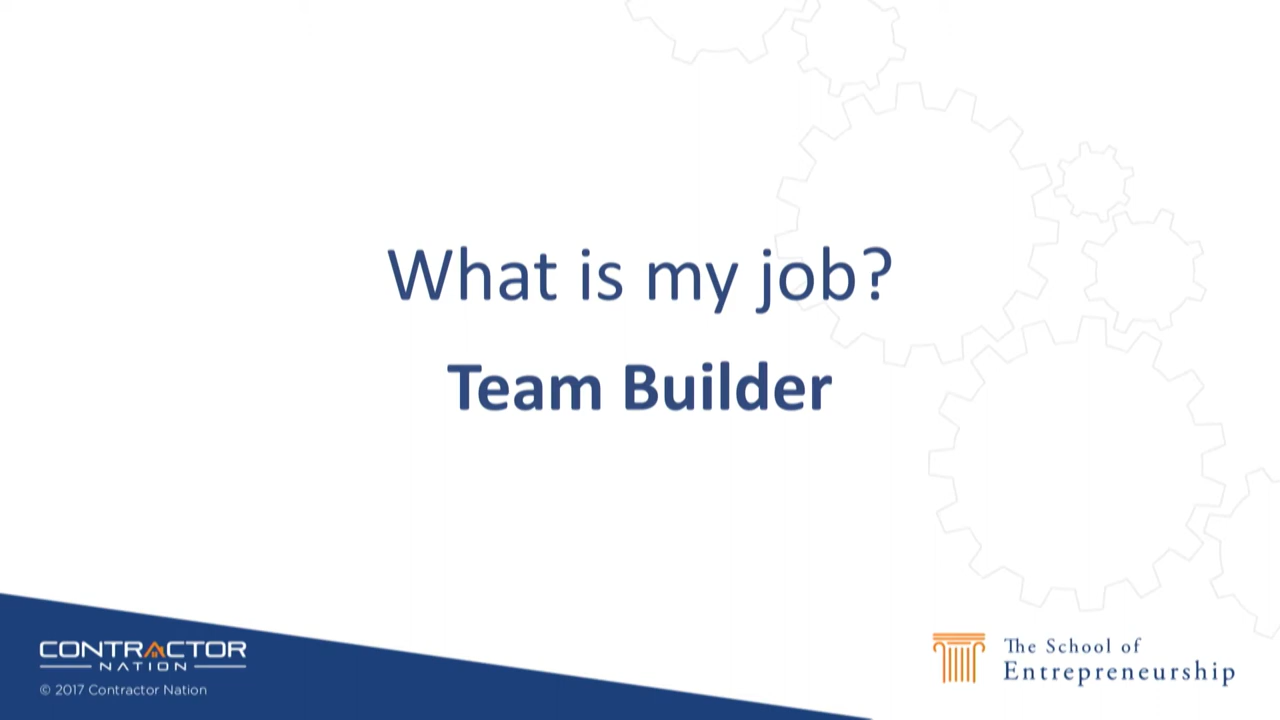 What is my job?
Team Builder
CONTRACTOR
NATION
© 2017 Contractor Nation
The School of
Entrepreneurship